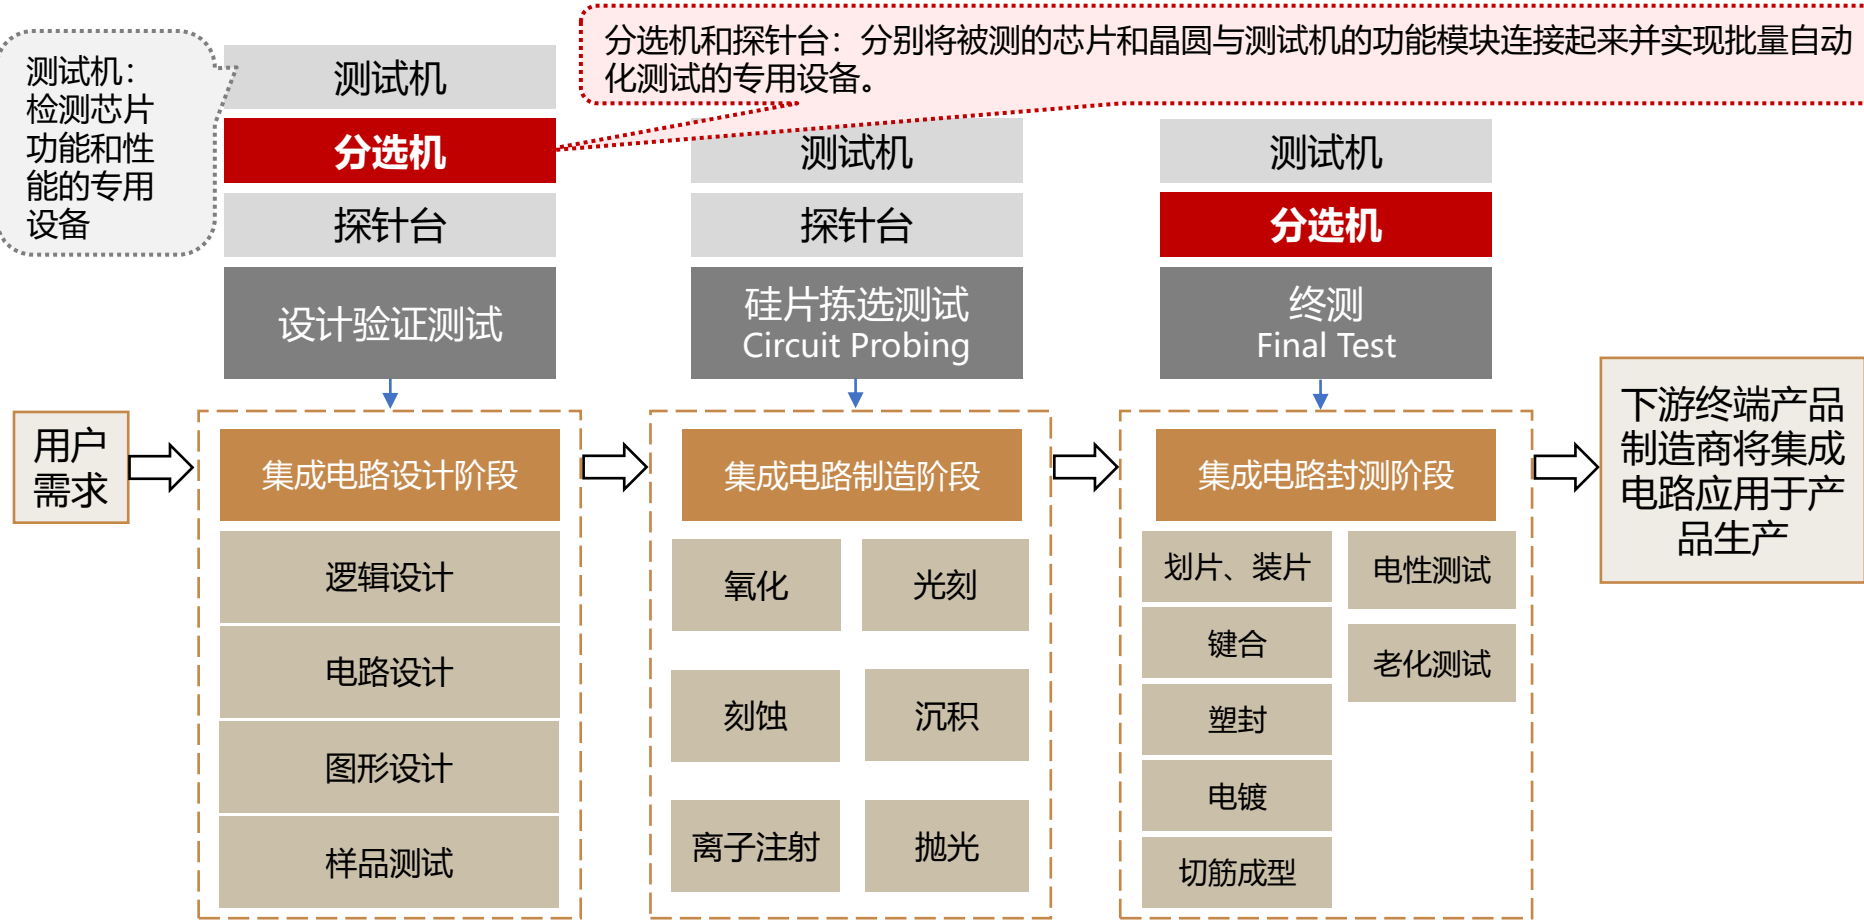 分选机和探针台：分别将被测的芯片和晶圆与测试机的功能模块连接起来并实现批量自动
化测试的专用设备。
测试机：
检测芯片
功能和性
能的专用
设备
测试机
分选机
探针台
设计验证测试
测试机
探针台
硅片拣选测试
Circuit Probing
测试机
分选机
终测
Final Test
用户
需求
集成电路设计阶段
逻辑设计
电路设计
图形设计
样品测试
集成电路制造阶段
氧化
光刻
刻蚀
沉积
离子注射
抛光
集成电路封测阶段
划片、装片
键合
塑封
电镀
切筋成型
电性测试
老化测试
下游终端产品
制造商将集成
电路应用于产
品生产